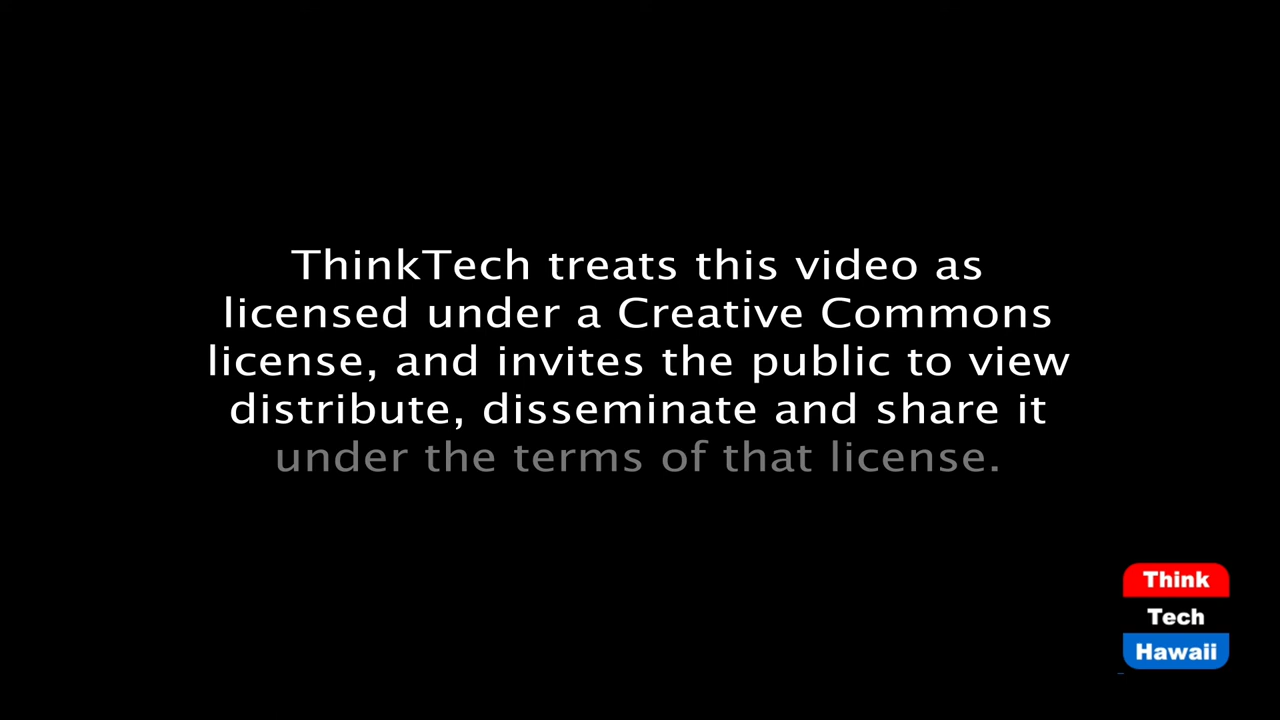 ThinkTech treats this video as
licensed under a Creative Commons
license, and invites the public to view
distribute, disseminate and share it
under the terms of that license.
Think
Tech
Hawaii